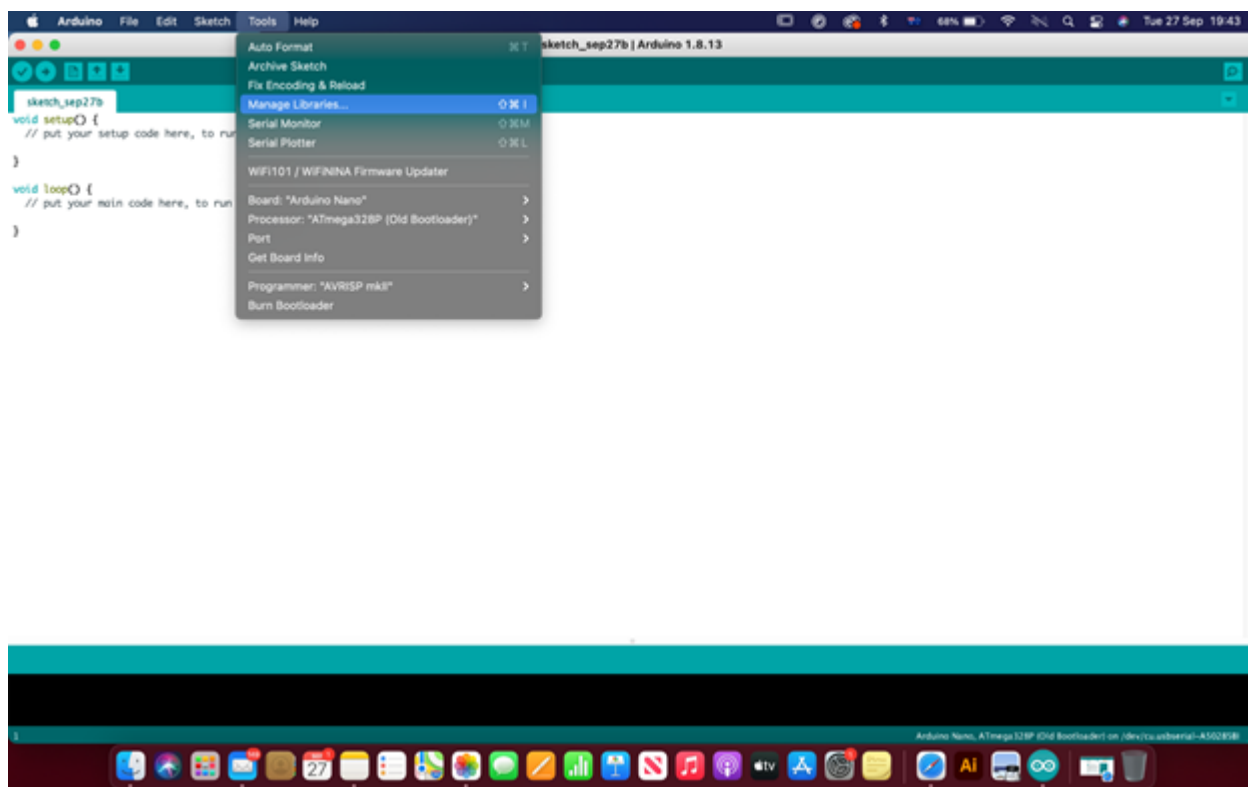 Arduino File Edit Sketch Tools Help 68% Tue 27 Sep 19:43
sketch_sep27b | Arduino 1.8.13
sketch_sep27b
void setup() {
// put your setup code here, to run
}
void loop() {
// put your main code here, to run
}
Auto Format ⌘ T
Archive Sketch
Fix Encoding & Reload
Manage Libraries... ⇧ ⌘ I
Serial Monitor ⇧ ⌘ M
Serial Plotter ⇧ ⌘ L
WiFi101 / WiFiNINA Firmware Updater
Board: "Arduino Nano"
Processor: "ATmega328P (Old Bootloader)"
Port
Get Board Info
Programmer: "AVRISP mkII"
Burn Bootloader
1 Arduino Nano, ATmega328P (Old Bootloader) on /dev/cu.usbserial-A5028S8I
27 tv Ai